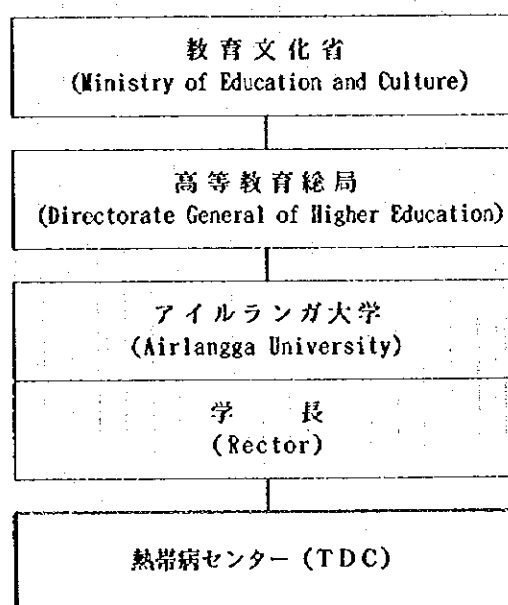 教育文化省
(Ministry of Education and Culture)
高等教育総局
(Directorate General of Higher Education)
アイルランガ大学
(Airlangga University)
学 長
(Rector)
熱帯病センター (TDC)